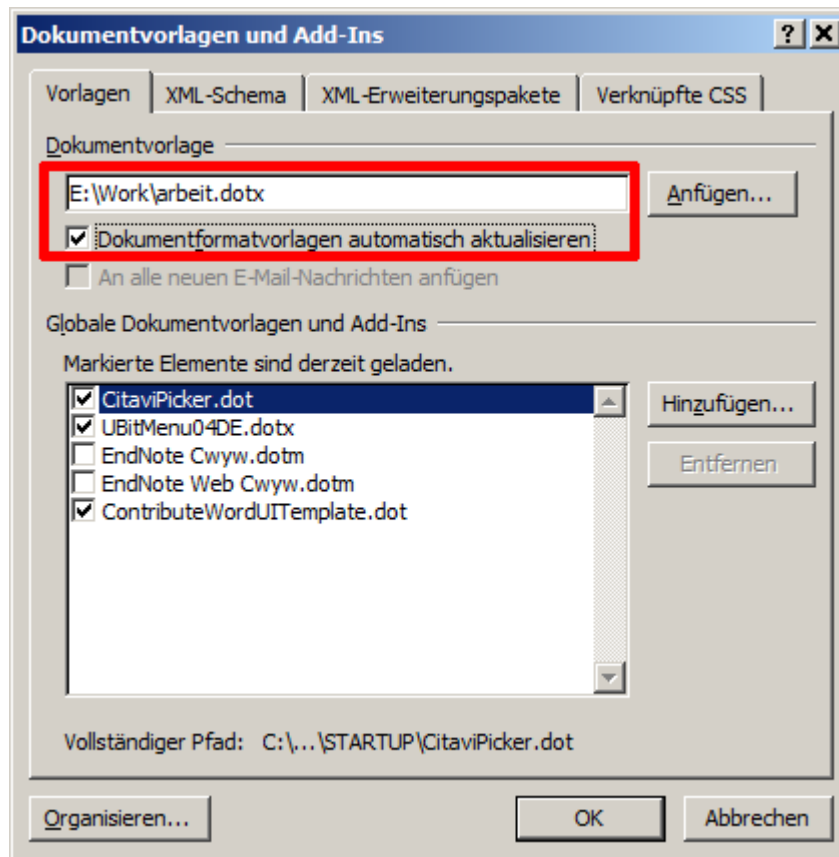 Dokumentvorlagen und Add-Ins
Vorlagen XML-Schema XML-Erweiterungspakete Verknüpfte CSS
Dokumentvorlage
E:\Work\arbeit.dotx Anfügen...
Dokumentformatvorlagen automatisch aktualisieren
An alle neuen E-Mail-Nachrichten anfügen
Globale Dokumentvorlagen und Add-Ins
Markierte Elemente sind derzeit geladen.
CitaviPicker.dot Hinzufügen...
UBitMenu04DE.dotx
EndNote Cwyw.dotm Entfernen
EndNote Web Cwyw.dotm
ContributeWordUITemplate.dot
Vollständiger Pfad: C:\...\STARTUP\CitaviPicker.dot
Organisieren... OK Abbrechen